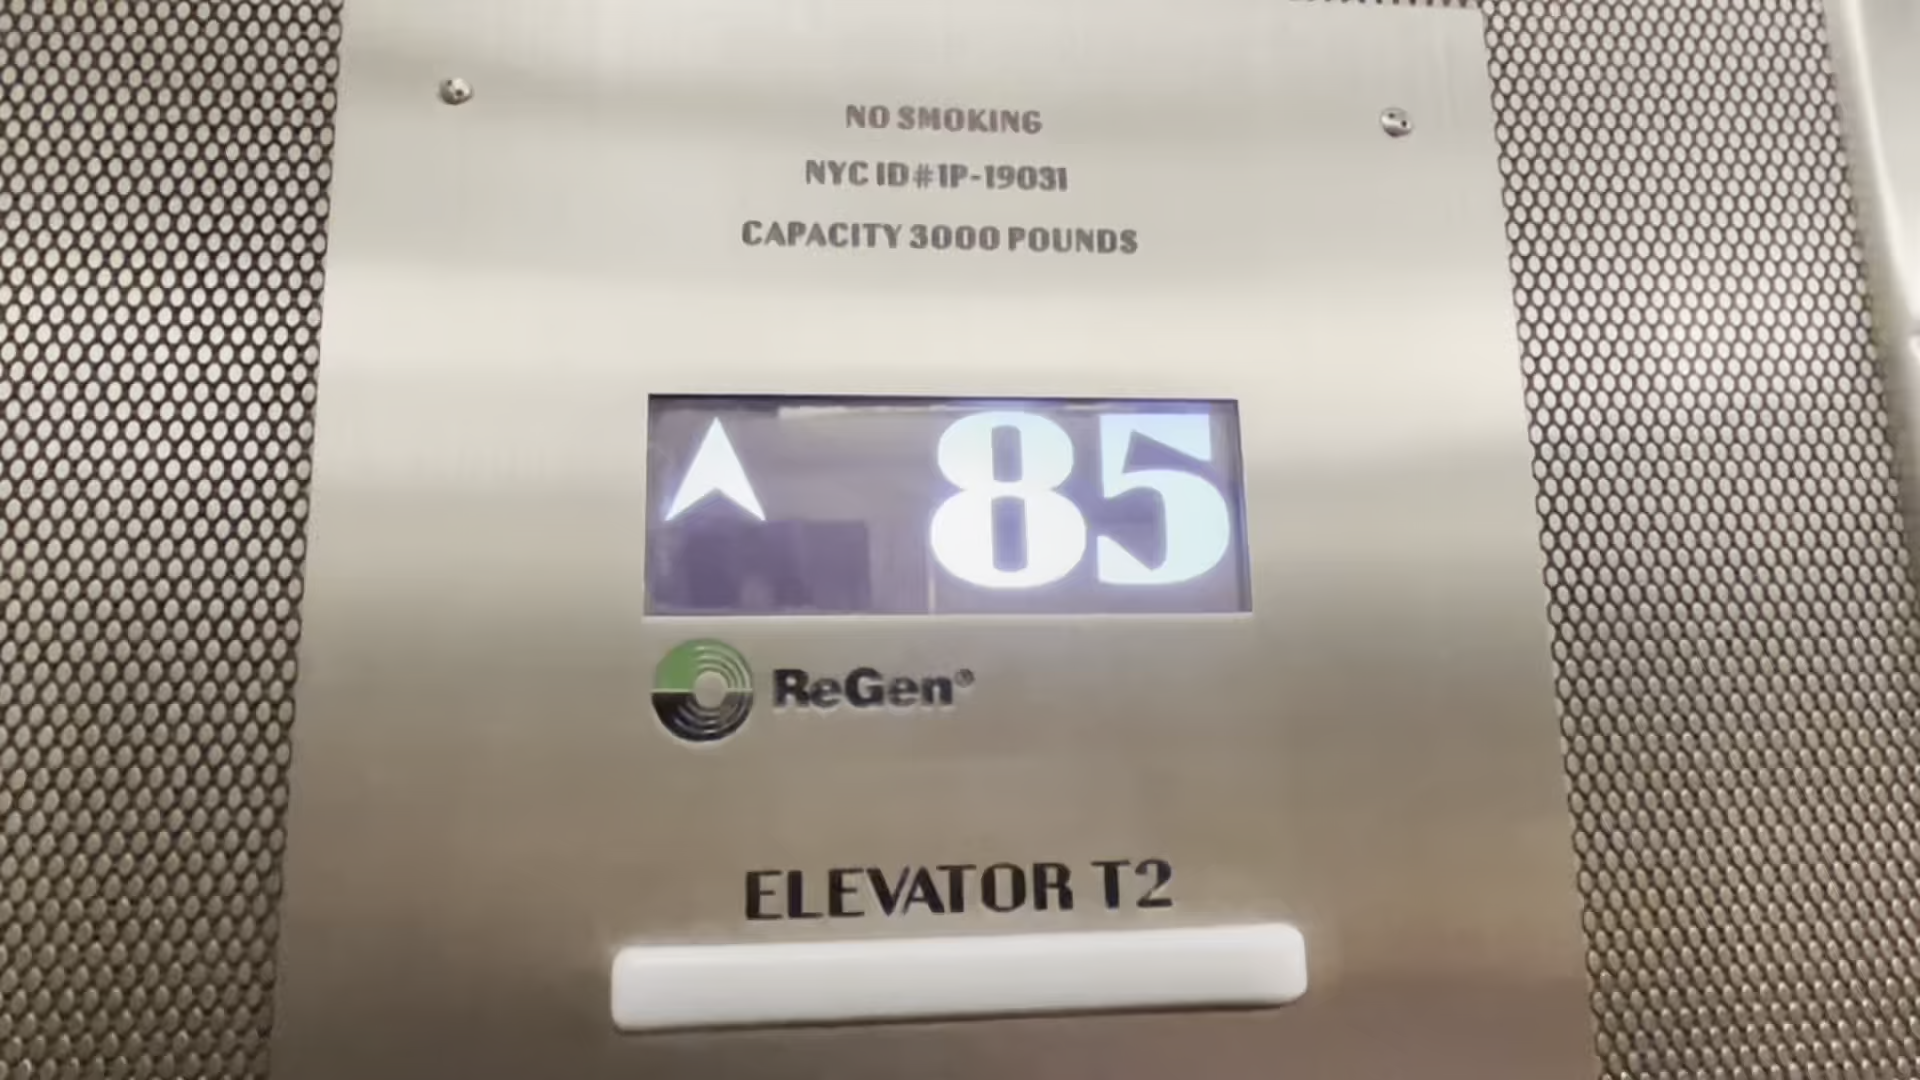 NO SMOKING
NYC ID#1P-19031
CAPACITY 3000 POUNDS
85
ReGen®
ELEVATOR T2